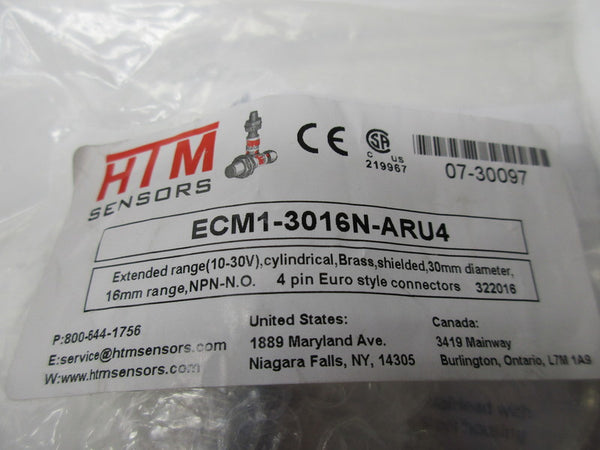 HTM
SENSORS
CE
SA
C US
219967
07-30097
ECM1-3016N-ARU4
Extended range(10-30V),cylindrical,Brass,shielded,30mm diameter,
16mm range,NPN-N.O. 4 pin Euro style connectors 322016
P:800-644-1756
E:service@htmsensors.com
W:www.htmsensors.com
United States:
1889 Maryland Ave.
Niagara Falls, NY, 14305
Canada:
3419 Mainway
Burlington, Ontario, L7M 1A9